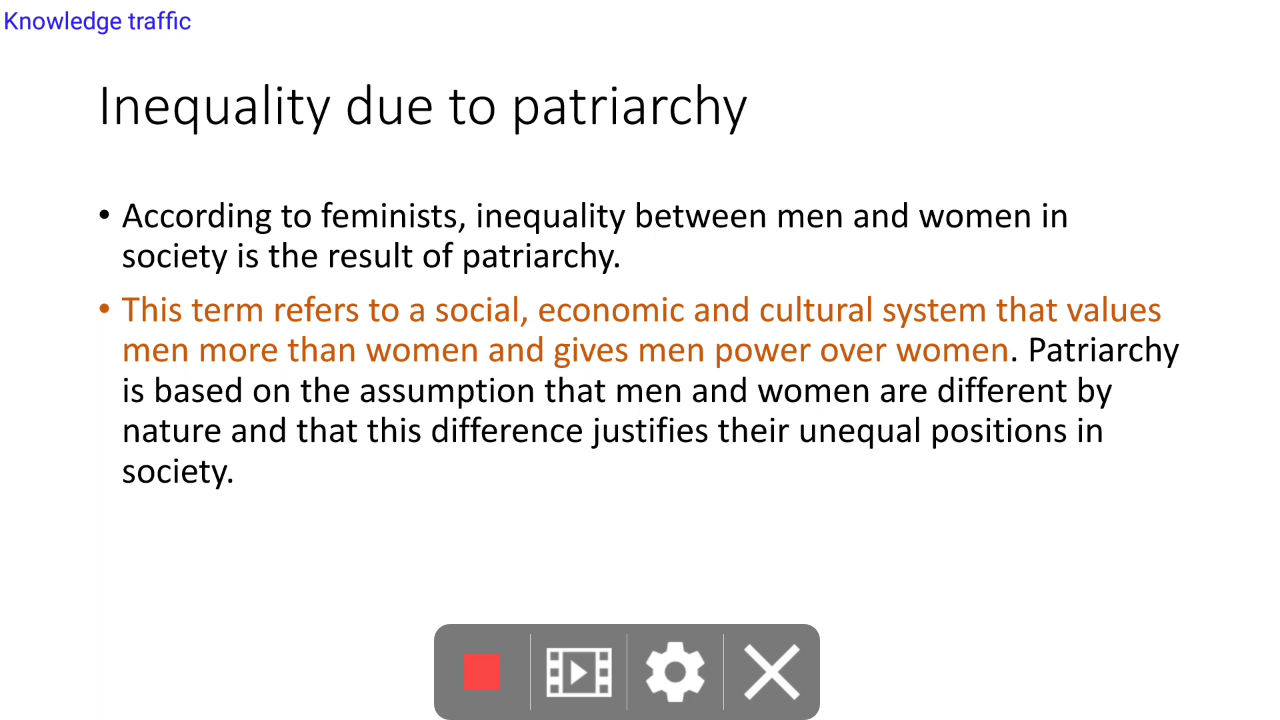 Knowledge traffic
Inequality due to patriarchy
• According to feminists, inequality between men and women in
society is the result of patriarchy.
• This term refers to a social, economic and cultural system that values
men more than women and gives men power over women. Patriarchy
is based on the assumption that men and women are different by
nature and that this difference justifies their unequal positions in
society.